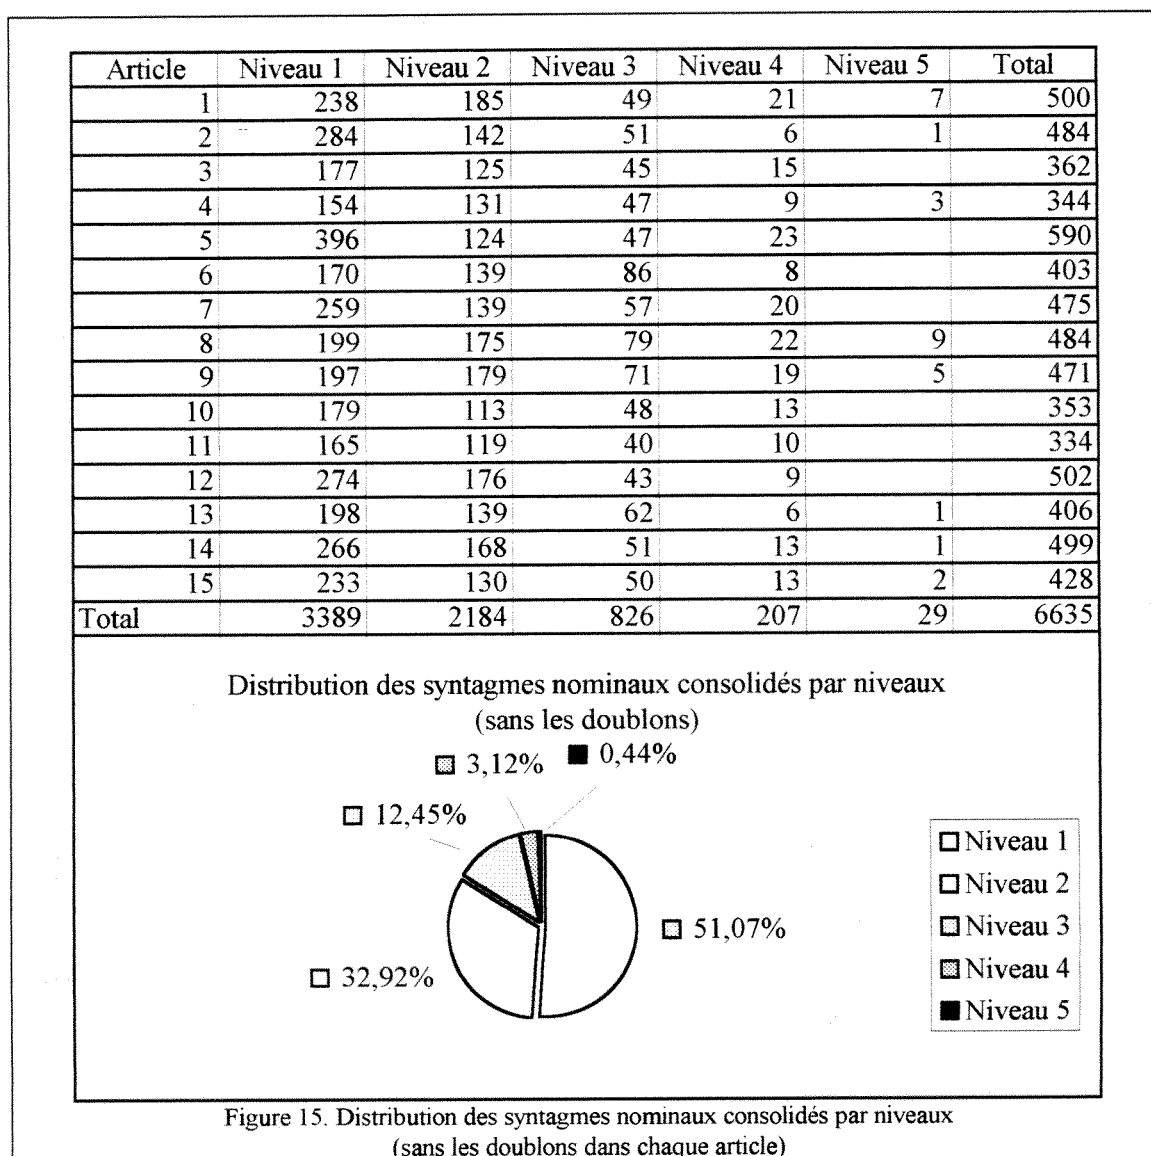 Article Niveau 1 Niveau 2 Niveau 3 Niveau 4 Niveau 5 Total
1 238 185 49 21 7 500
2 284 142 51 6 1 484
3 177 125 45 15 362
4 154 131 47 9 3 344
5 396 124 47 23 590
6 170 139 86 8 403
7 259 139 57 20 475
8 199 175 79 22 9 484
9 197 179 71 19 5 471
10 179 113 48 13 353
11 165 119 40 10 334
12 274 176 43 9 502
13 198 139 62 6 1 406
14 266 168 51 13 1 499
15 233 130 50 13 2 428
Total 3389 2184 826 207 29 6635
Distribution des syntagmes nominaux consolidés par niveaux
(sans les doublons)
3,12% 0,44%
12,45%
51,07%
32,92%
Niveau 1
Niveau 2
Niveau 3
Niveau 4
Niveau 5
Figure 15. Distribution des syntagmes nominaux consolidés par niveaux
(sans les doublons dans chaque article)